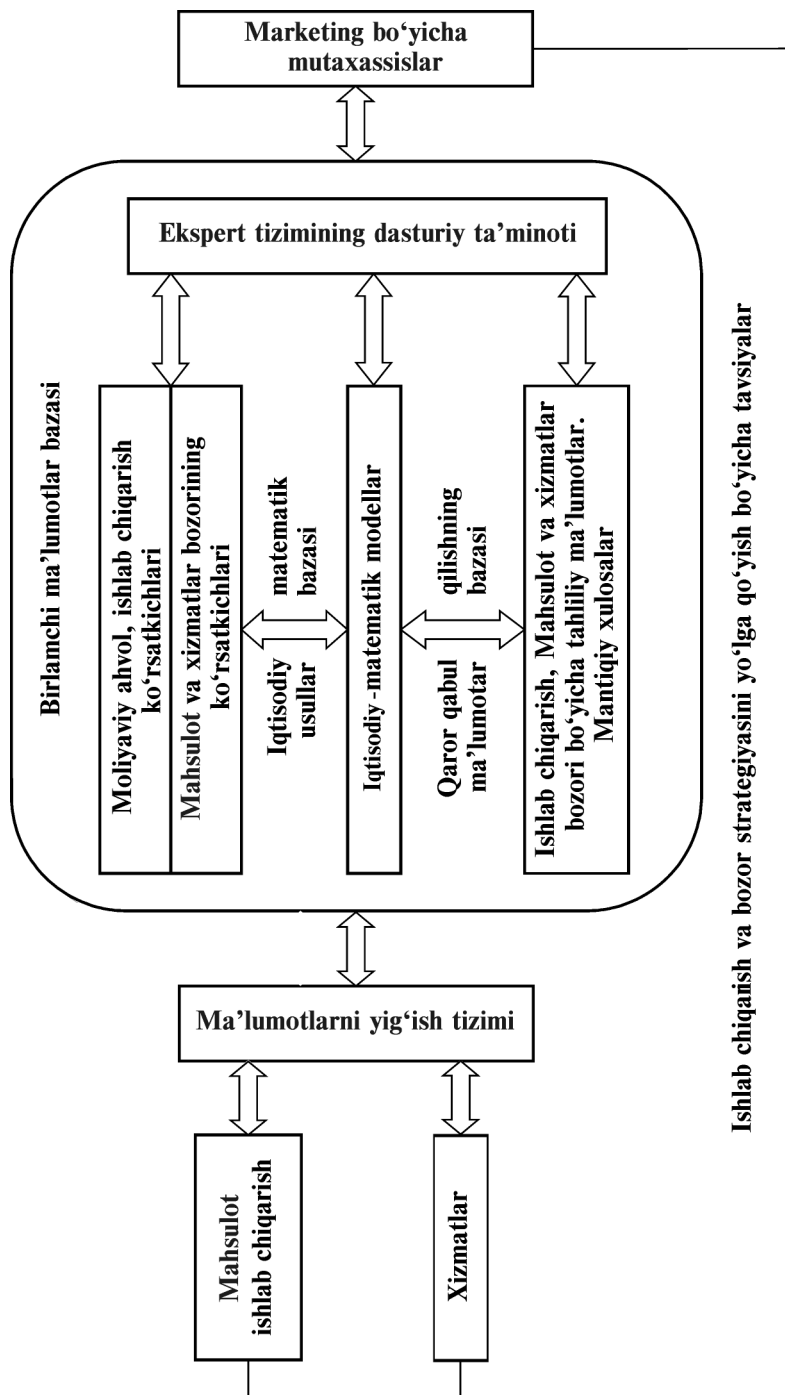 Marketing bo‘yicha
mutaxassislar
Ekspert tizimining dasturiy ta’minoti
Birlamchi ma’lumotlar bazasi
Moliyaviy ahvol, ishlab chiqarish
ko‘rsatkichlari
Mahsulot va xizmatlar bozorining
ko‘rsatkichlari
Iqtisodiy matematik
usullar bazasi
Iqtisodiy-matematik modellar
Qaror qabul qilishning
ma’lumotar bazasi
Ishlab chiqarish, Mahsulot va xizmatlar
bozori bo‘yicha tahliliy ma’lumotlar.
Mantiqiy xulosalar
Ma’lumotlarni yig‘ish tizimi
Mahsulot
ishlab chiqarish
Xizmatlar
Ishlab chiqarish va bozor strategiyasini yo‘lga qo‘yish bo‘yicha tavsiyalar